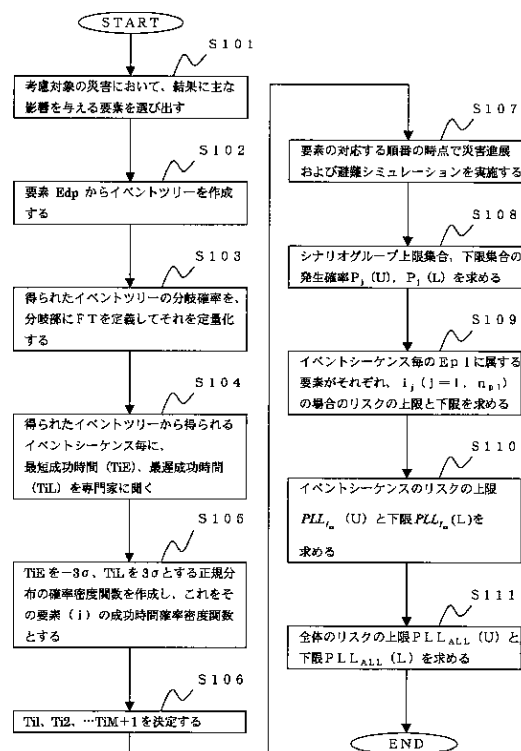 START
S101
考慮対象の災害において、結果に主な
影響を与える要素を選び出す
S102
要素 Edp からイベントツリーを作成
する
S103
得られたイベントツリーの分岐確率を、
分岐部にFTを定義してそれを定量化
する
S104
得られたイベントツリーから得られる
イベントシーケンス毎に、
最短成功時間（TiE）、最遅成功時間
（TiL）を専門家に聞く
S105
TiEを−3σ、TiLを3σとする正規分
布の確率密度関数を作成し、これをそ
の要素（i）の成功時間確率密度関数
とする
S106
Ti1、Ti2、…TiM+1を決定する
S107
要素の対応する順番の時点で災害進展
および避難シミュレーションを実施する
S108
シナリオグループ上限集合、下限集合の
発生確率Pj（U），Pj（L）を求める
S109
イベントシーケンス毎のEp1に属する
要素がそれぞれ、ij（j＝1，np1）
の場合のリスクの上限と下限を求める
S110
イベントシーケンスのリスクの上限
（U）と下限
（L）を
求める
S111
全体のリスクの上限PLLALL（U）と、
下限PLLALL（L）を求める
END